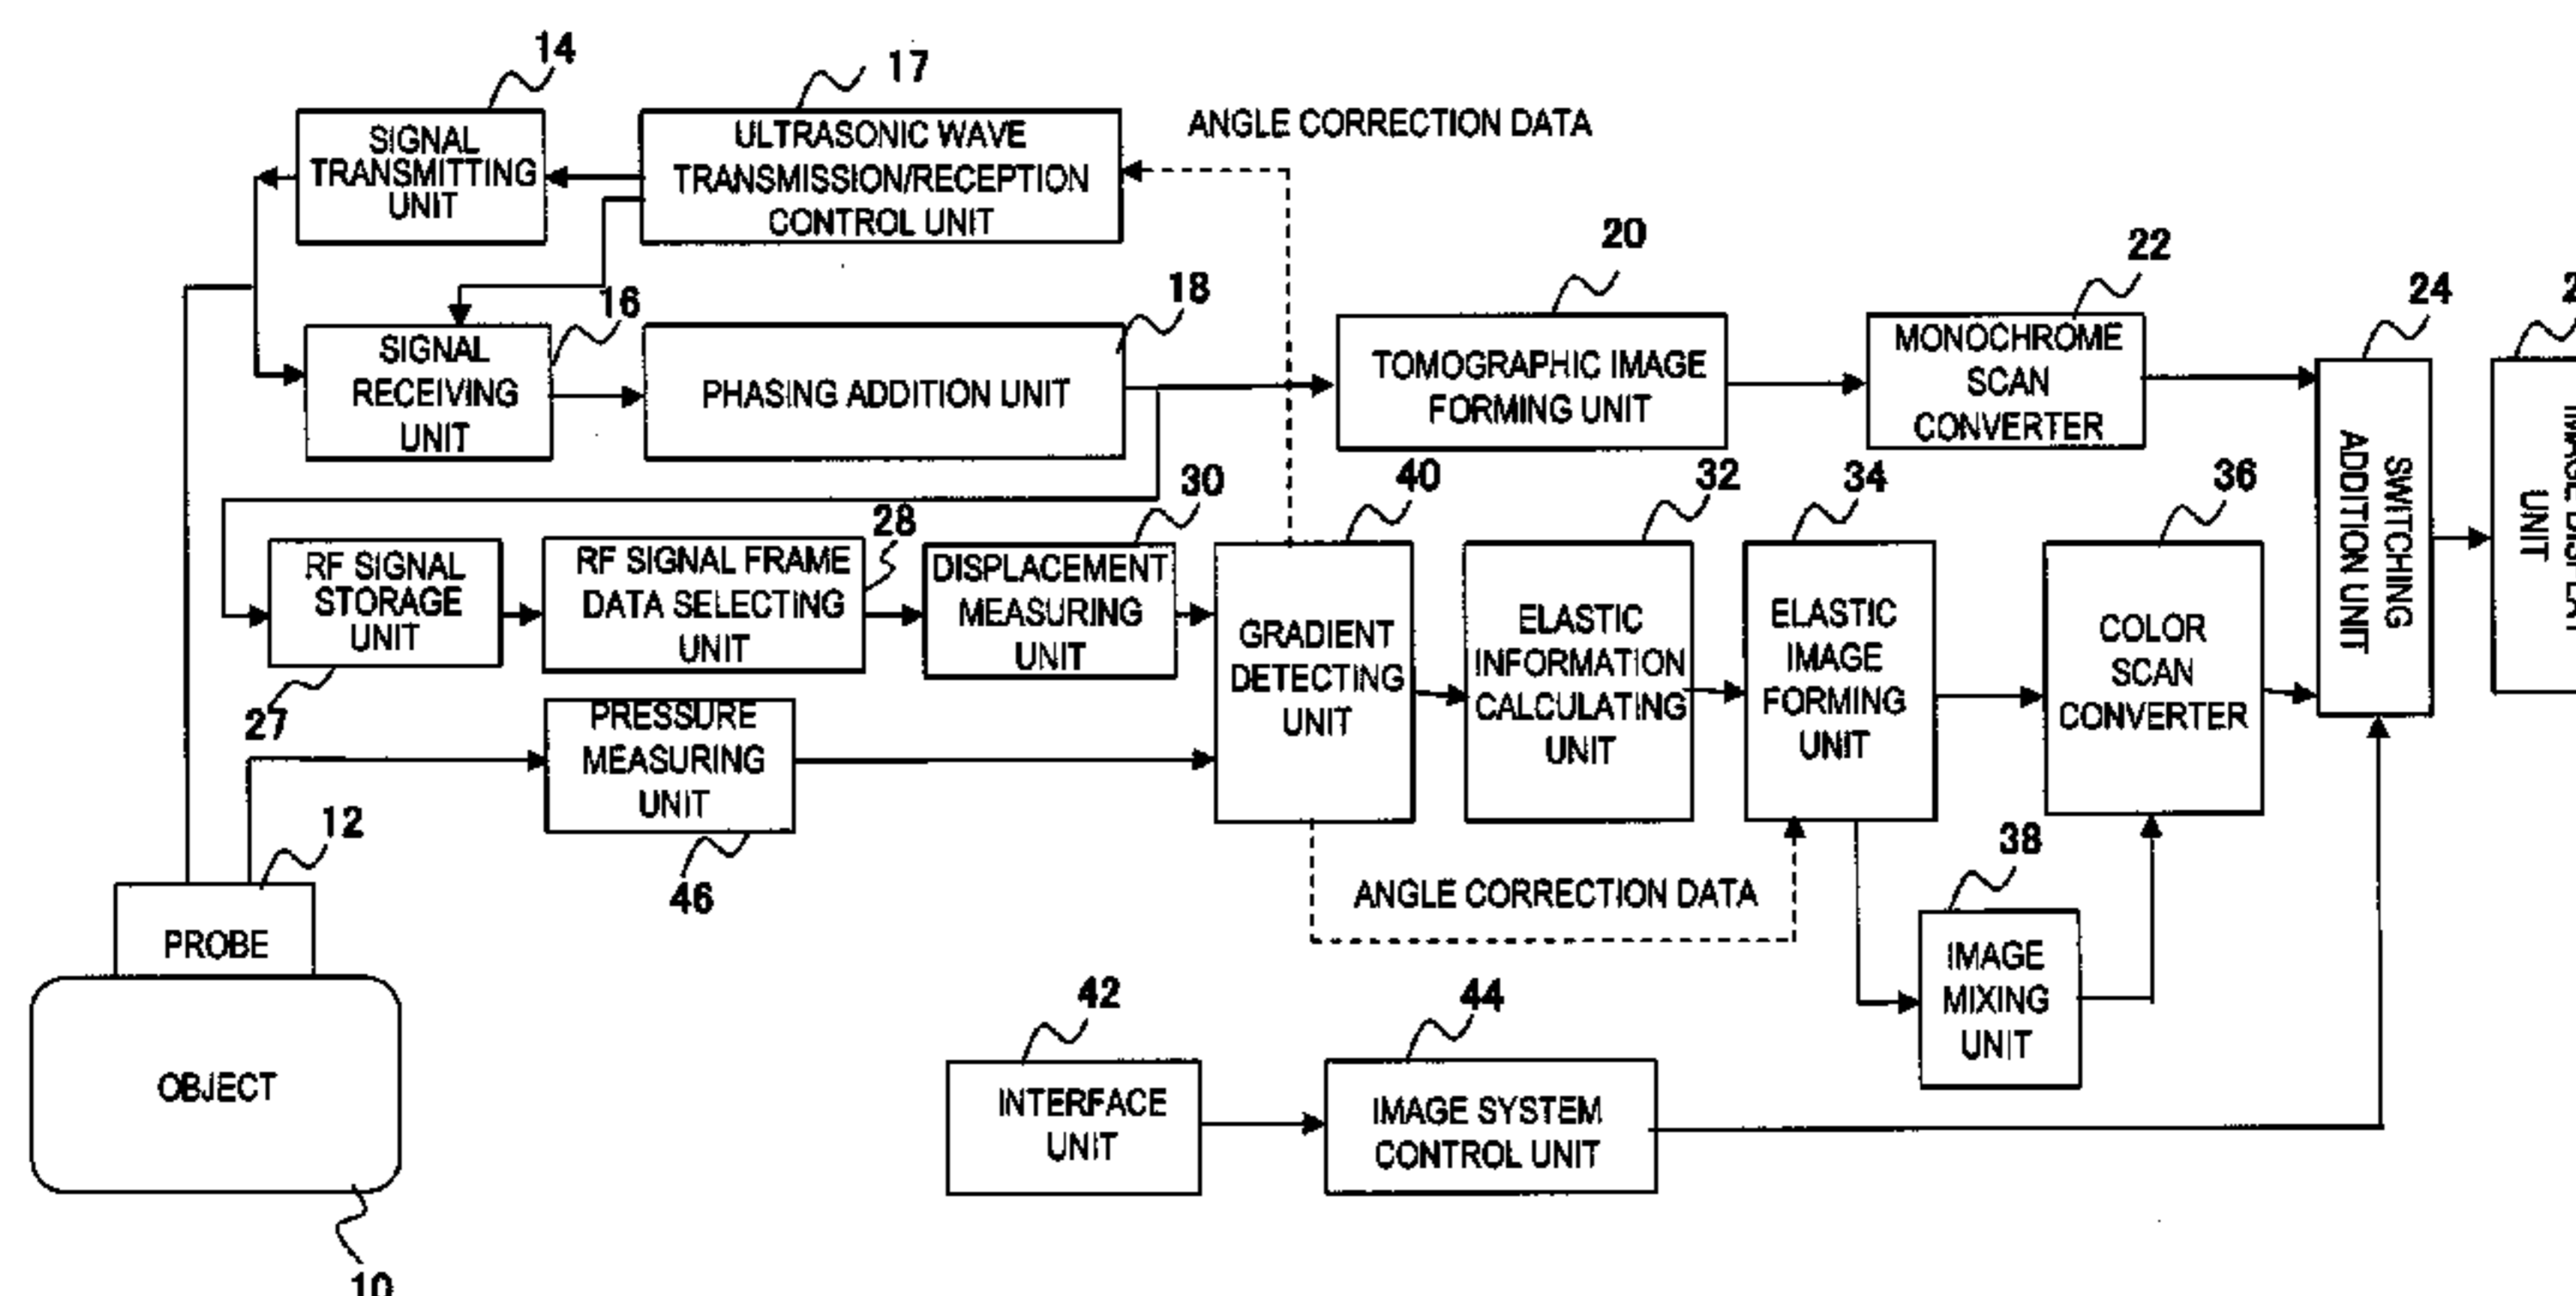 14
17
SIGNAL
TRANSMITTING
UNIT
ULTRASONIC WAVE
TRANSMISSION/RECEPTION
CONTROL UNIT
ANGLE CORRECTION DATA
16
18
20
22
24
SIGNAL
RECEIVING
UNIT
PHASING ADDITION UNIT
TOMOGRAPHIC IMAGE
FORMING UNIT
MONOCHROME
SCAN
CONVERTER
SWITCHING
ADDITION UNIT
UNIT
28
30
40
32
34
36
RF SIGNAL
STORAGE
UNIT
27
RF SIGNAL FRAME
DATA SELECTING
UNIT
DISPLACEMENT
MEASURING
UNIT
GRADIENT
DETECTING
UNIT
ELASTIC
INFORMATION
CALCULATING
UNIT
ELASTIC
IMAGE
FORMING
UNIT
COLOR
SCAN
CONVERTER
PRESSURE
MEASURING
UNIT
46
12
PROBE
OBJECT
10
ANGLE CORRECTION DATA
38
IMAGE
MIXING
UNIT
42
INTERFACE
UNIT
44
IMAGE SYSTEM
CONTROL UNIT